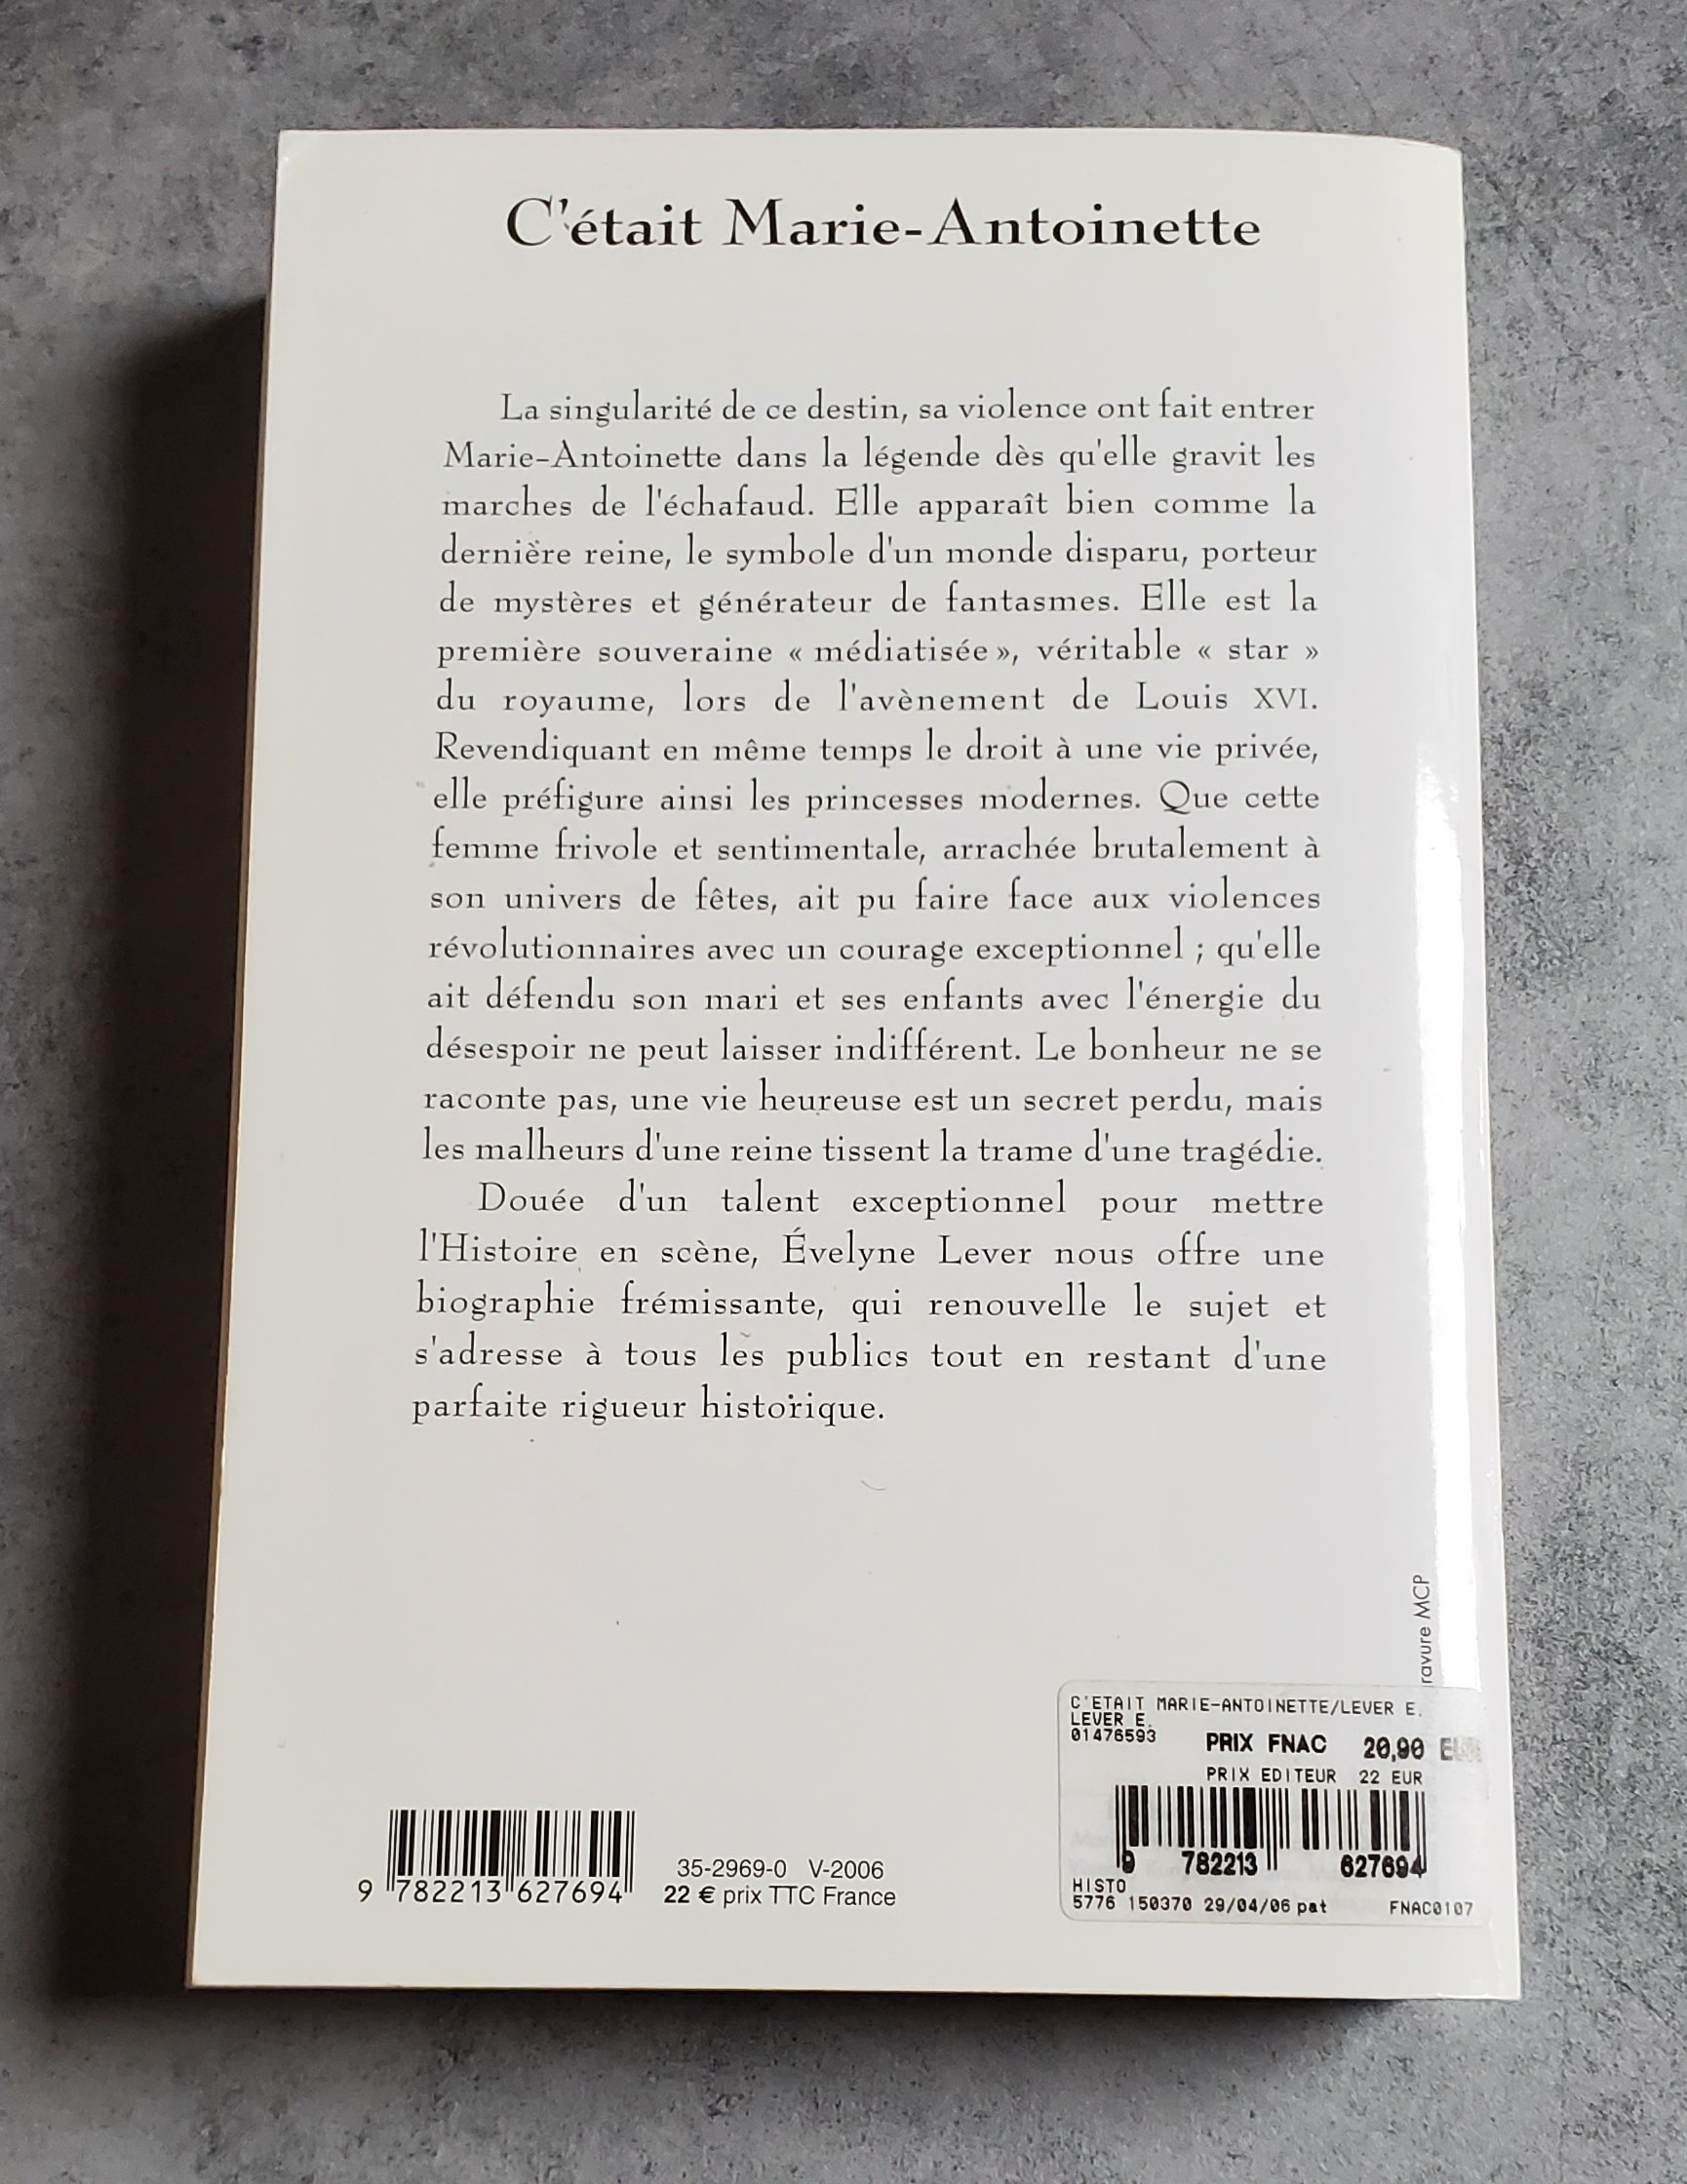 C'était Marie-Antoinette
La singularité de ce destin, sa violence ont fait entrer
Marie-Antoinette dans la légende dès qu'elle gravit les
marches de l'échafaud. Elle apparaît bien comme la
dernière reine, le symbole d'un monde disparu, porteur
de mystères et générateur de fantasmes. Elle est la
première souveraine « médiatisée », véritable « star »
du royaume, lors de l'avènement de Louis XVI.
Revendiquant en même temps le droit à une vie privée,
elle préfigure ainsi les princesses modernes. Que cette
femme frivole et sentimentale, arrachée brutalement à
son univers de fêtes, ait pu faire face aux violences
révolutionnaires avec un courage exceptionnel ; qu'elle
ait défendu son mari et ses enfants avec l'énergie du
désespoir ne peut laisser indifférent. Le bonheur ne se
raconte pas, une vie heureuse est un secret perdu, mais
les malheurs d'une reine tissent la trame d'une tragédie.
Douée d'un talent exceptionnel pour mettre
l'Histoire en scène, Évelyne Lever nous offre une
biographie frémissante, qui renouvelle le sujet et
s'adresse à tous les publics tout en restant d'une
parfaite rigueur historique.
ravure MCP
C'ETAIT MARIE-ANTOINETTE/LEVER E.
LEVER E.
01476593
PRIX FNAC 20,90
PRIX EDITEUR 22 EUR
9 782213 627694
HISTO
5776 150370 29/04/06 pat FNAC0107
9 782213 627694
35-2969-0 V-2006
22 € prix TTC France